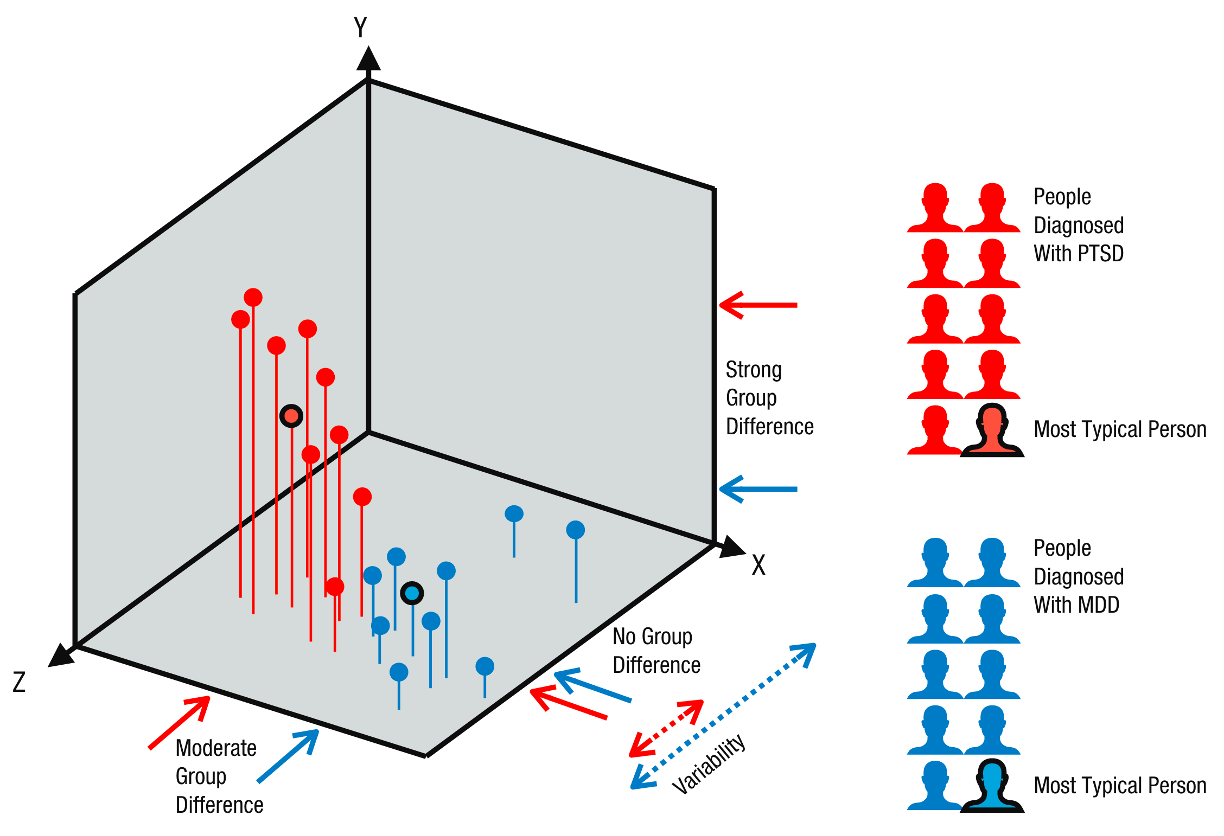 Y
People
Diagnosed
With PTSD
Strong
Group
Difference
Most Typical Person
X
People
Diagnosed
With MDD
No Group
Difference
Z
Moderate
Group
Difference
Variability
Most Typical Person